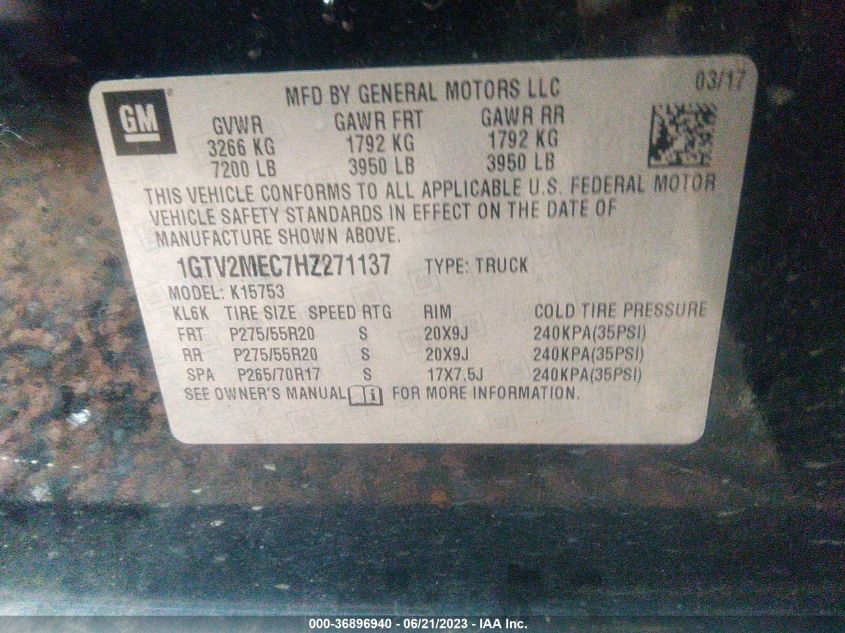 GM®
MFD BY GENERAL MOTORS LLC 03/17
GVWR GAWR FRT GAWR RR
3266 KG 1792 KG 1792 KG
7200 LB 3950 LB 3950 LB
THIS VEHICLE CONFORMS TO ALL APPLICABLE U.S. FEDERAL MOTOR
VEHICLE SAFETY STANDARDS IN EFFECT ON THE DATE OF
MANUFACTURE SHOWN ABOVE.
1GTV2MEC7HZ271137 TYPE: TRUCK
MODEL: K15753
KL6K TIRE SIZE SPEED RTG RIM COLD TIRE PRESSURE
FRT P275/55R20 S 20X9J 240KPA(35PSI)
RR P275/55R20 S 20X9J 240KPA(35PSI)
SPA P265/70R17 S 17X7.5J 240KPA(35PSI)
SEE OWNER'S MANUAL FOR MORE INFORMATION.
000-36896940 - 06/21/2023 - IAA Inc.